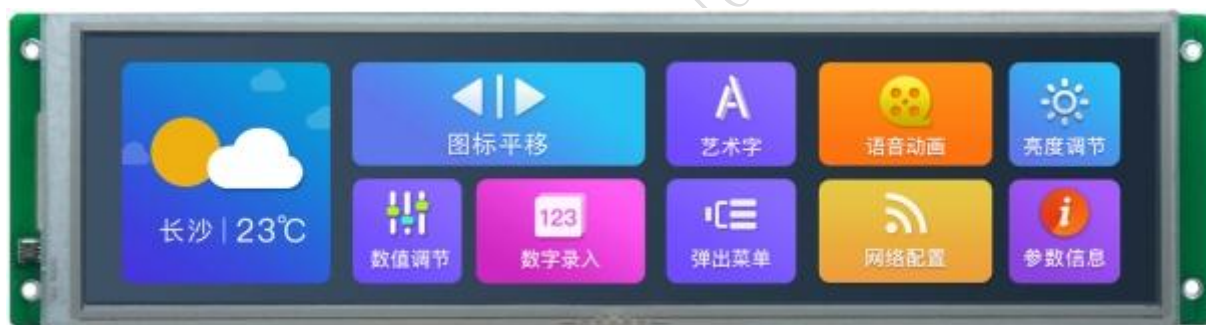 长沙 | 23℃
图标平移
艺术字
语音动画
亮度调节
数值调节
123
数字录入
弹出菜单
网络配置
i
参数信息